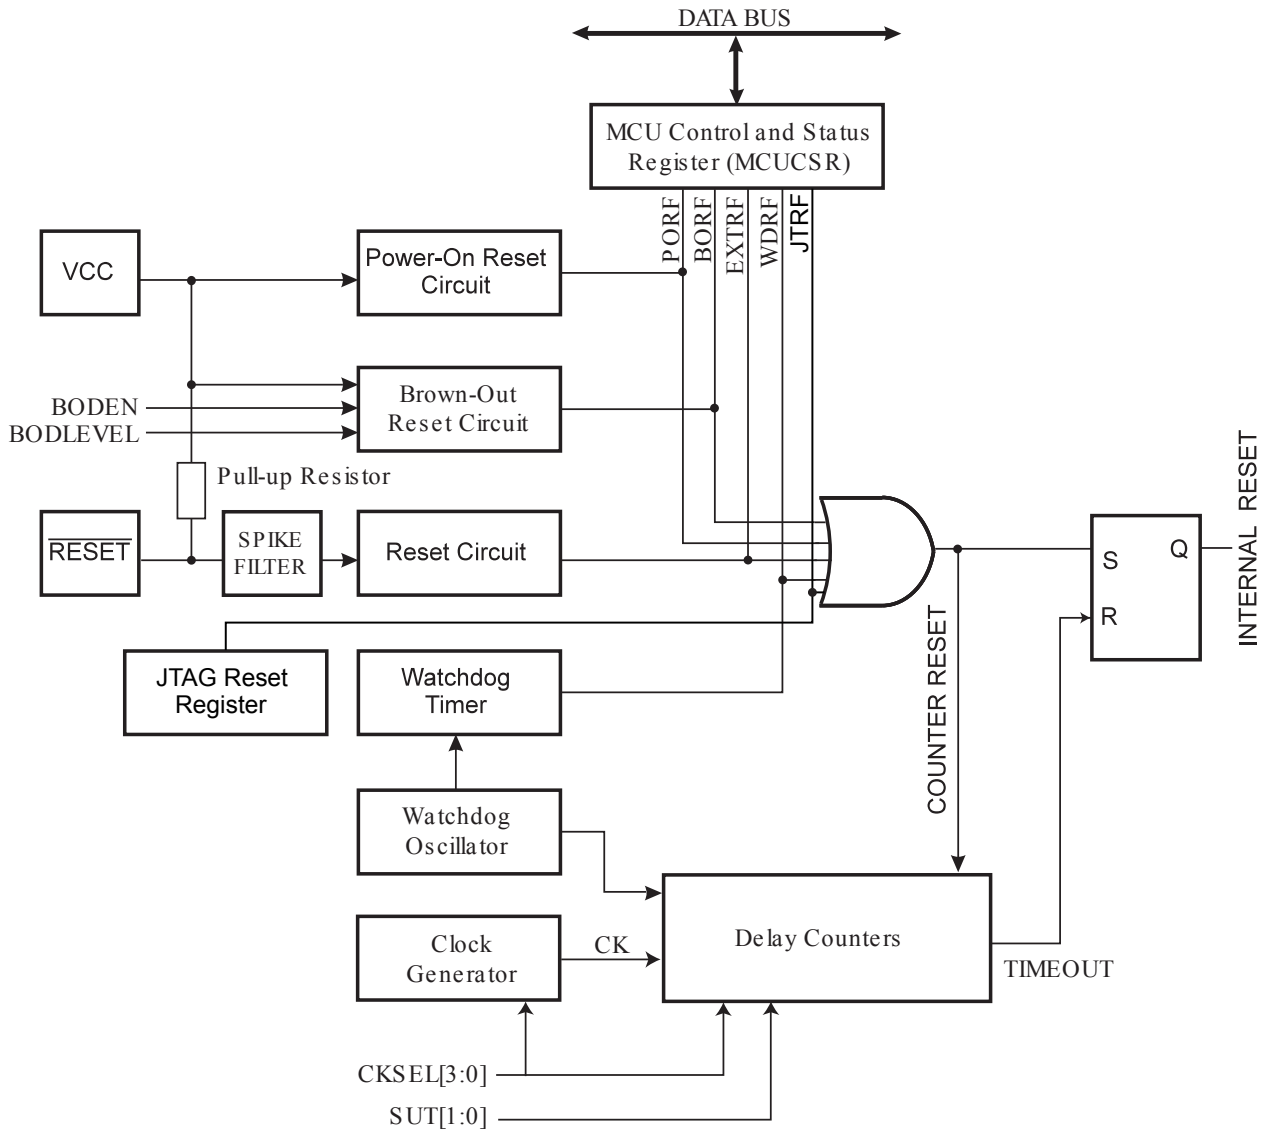 DATA BUS
MCU Control and Status
Register (MCUCSR)
PORF
BORF
EXTRF
WDRF
JTRF
VCC
Power-On Reset
Circuit
Brown-Out
Reset Circuit
BODEN
BODLEVEL
Pull-up Resistor
RESET
SPIKE
FILTER
Reset Circuit
JTAG Reset
Register
Watchdog
Timer
Watchdog
Oscillator
Clock
Generator
CK
Delay Counters
COUNTER RESET
TIMEOUT
S
R
Q
INTERNAL RESET
CKSEL[3:0]
SUT[1:0]